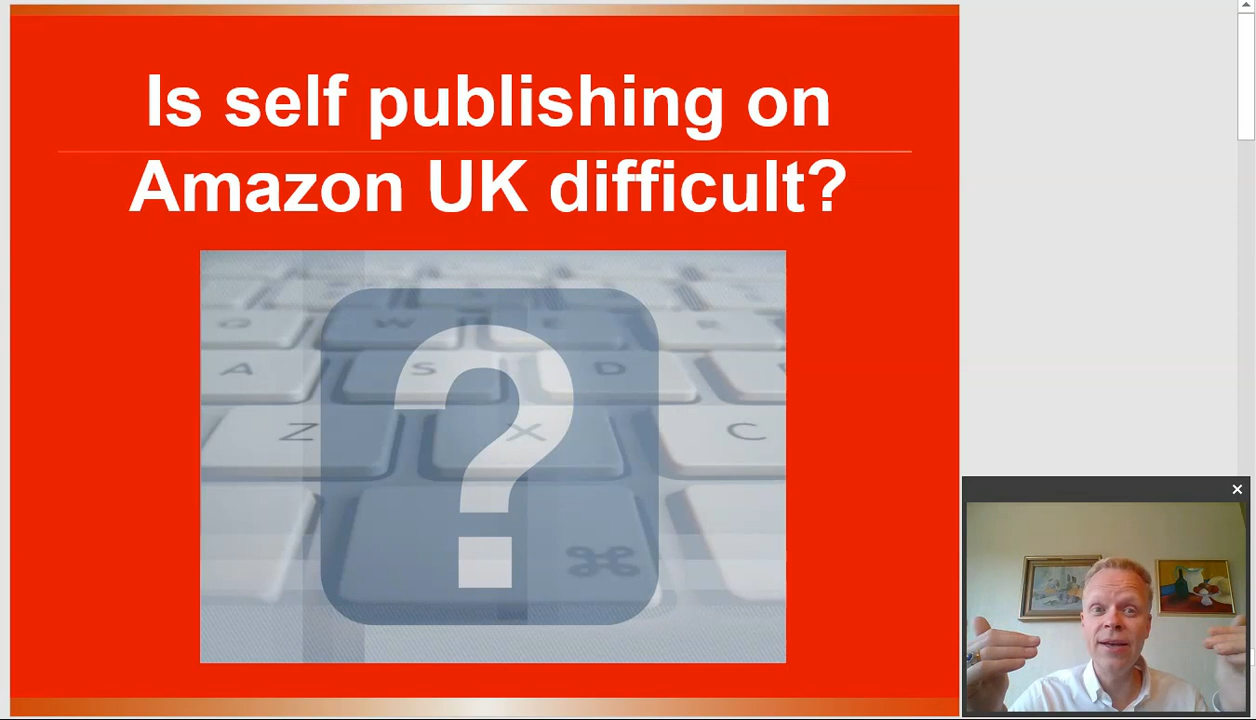 Is self publishing on
Amazon UK difficult?
?
Q W E R
A S D
Z X C
⌘